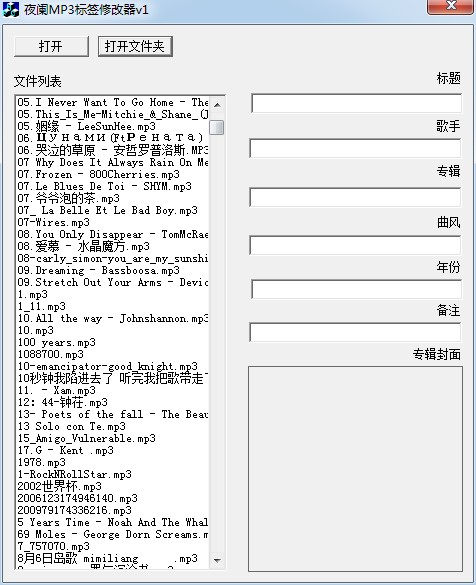 夜阑MP3标签修改器v1
打开
打开文件夹
文件列表
标题
歌手
专辑
曲风
年份
备注
专辑封面
05.I Never Want To Go Home - The
05.This_Is_Me-Mitchie_&_Shane_(J
05.姻缘 - LeeSunHee.mp3
06.Цунами(ftРената)
06.哭泣的草原 - 安哲罗普洛斯.MP3
07 Why Does It Always Rain On Me
07.Frozen - 800Cherries.mp3
07.Le Blues De Toi - SHYM.mp3
07.爷爷泡的茶.mp3
07_ La Belle Et Le Bad Boy.mp3
07-Wires.mp3
08.You Only Disappear - TomMcRae
08.爱慕 - 水晶魔方.mp3
08-carly_simon-you_are_my_sunshi
09.Dreaming - Bassboosa.mp3
09.Stretch Out Your Arms - Devic
1.mp3
1_11.mp3
10.All the way - Johnshannon.mp3
10.mp3
100 years.mp3
1088700.mp3
10-emancipator-good_knight.mp3
10秒钟我陷进去了 听完我把歌带走了
11. - Xam.mp3
12: 44-钟荏.mp3
13- Poets of the fall - The Beau
13 Solo con Te.mp3
15_Amigo_Vulnerable.mp3
17.G - Kent .mp3
1978.mp3
1-RockNRollStar.mp3
2002世界杯.mp3
2006123174946140.mp3
200979174336216.mp3
5 Years Time - Noah And The Whal
69 Moles - George Dorn Screams.m
7_757070.mp3
8月6日岛歌 mimiliang .mp3